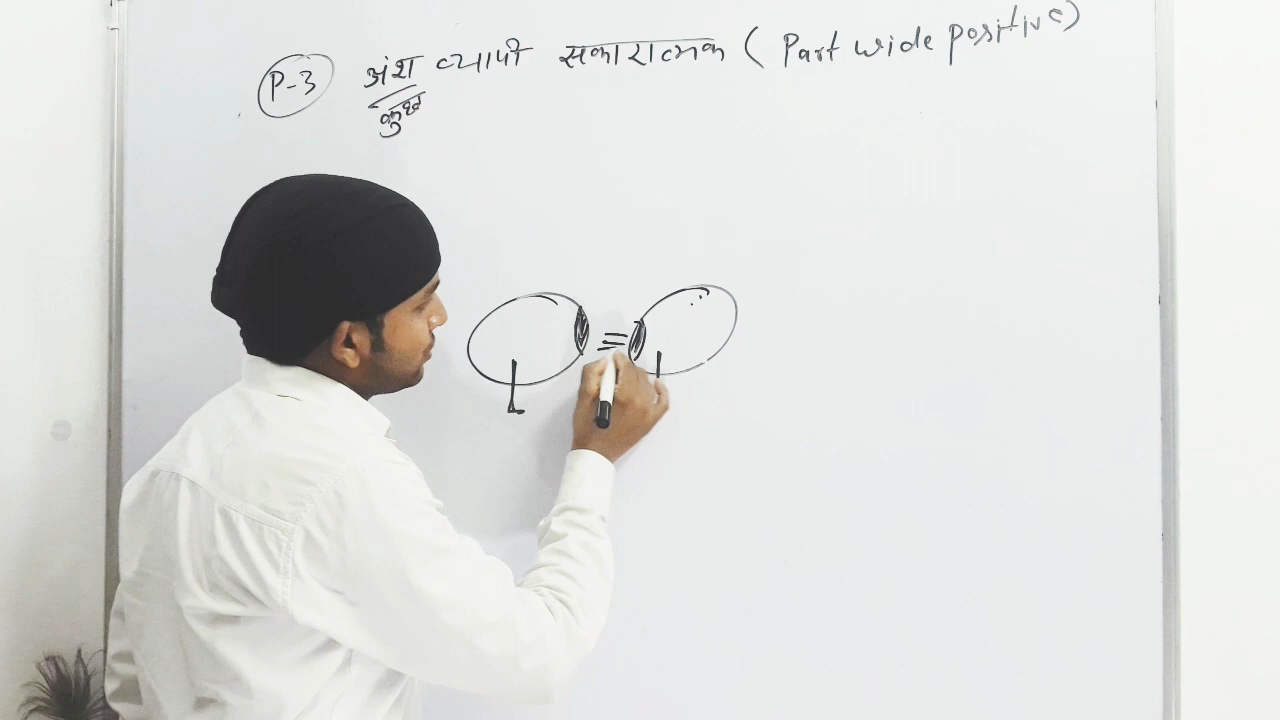 P-3 अंश व्यापी सकारात्मक ( Part wide positive)
कुछ